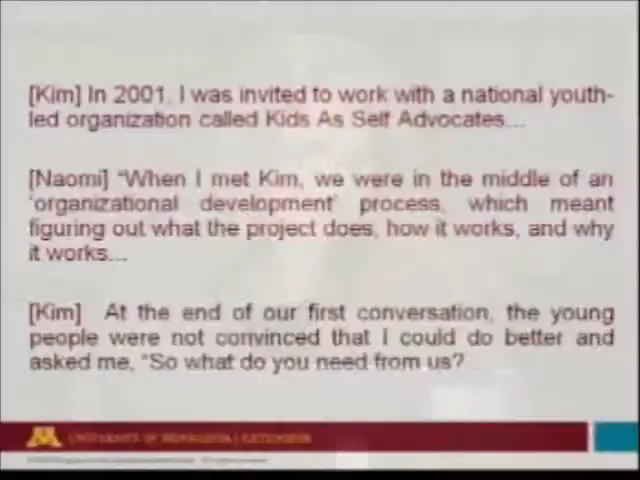 [Kim] In 2001, I was invited to work with a national youth-
led organization called Kids As Self Advocates...
[Naomi] “When I met Kim, we were in the middle of an
‘organizational development’ process, which meant
figuring out what the project does, how it works, and why
it works...
[Kim] At the end of our first conversation, the young
people were not convinced that I could do better and
asked me, “So what do you need from us?
UNIVERSITY OF MINNESOTA | EXTENSION